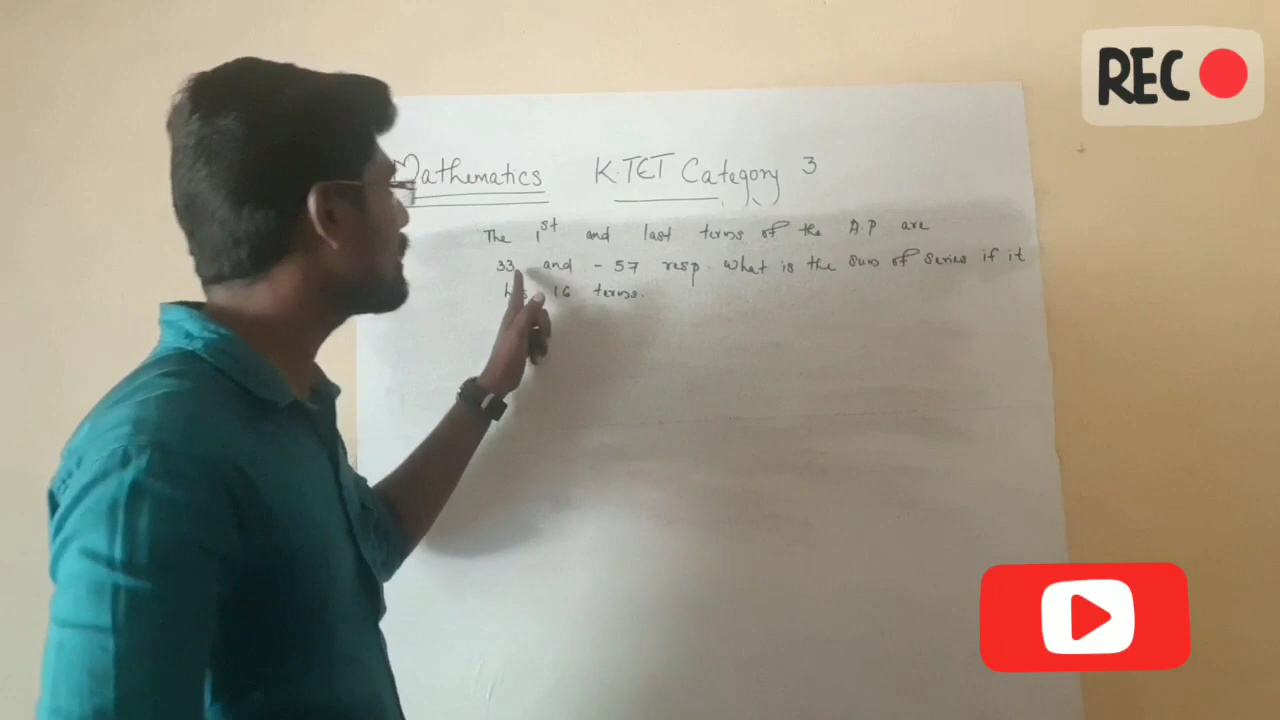 REC
Mathematics K.TET Category 3
The 1st and last terms of the A.P are
33 and - 57 resp. What is the sum of series if it
has 16 terms.